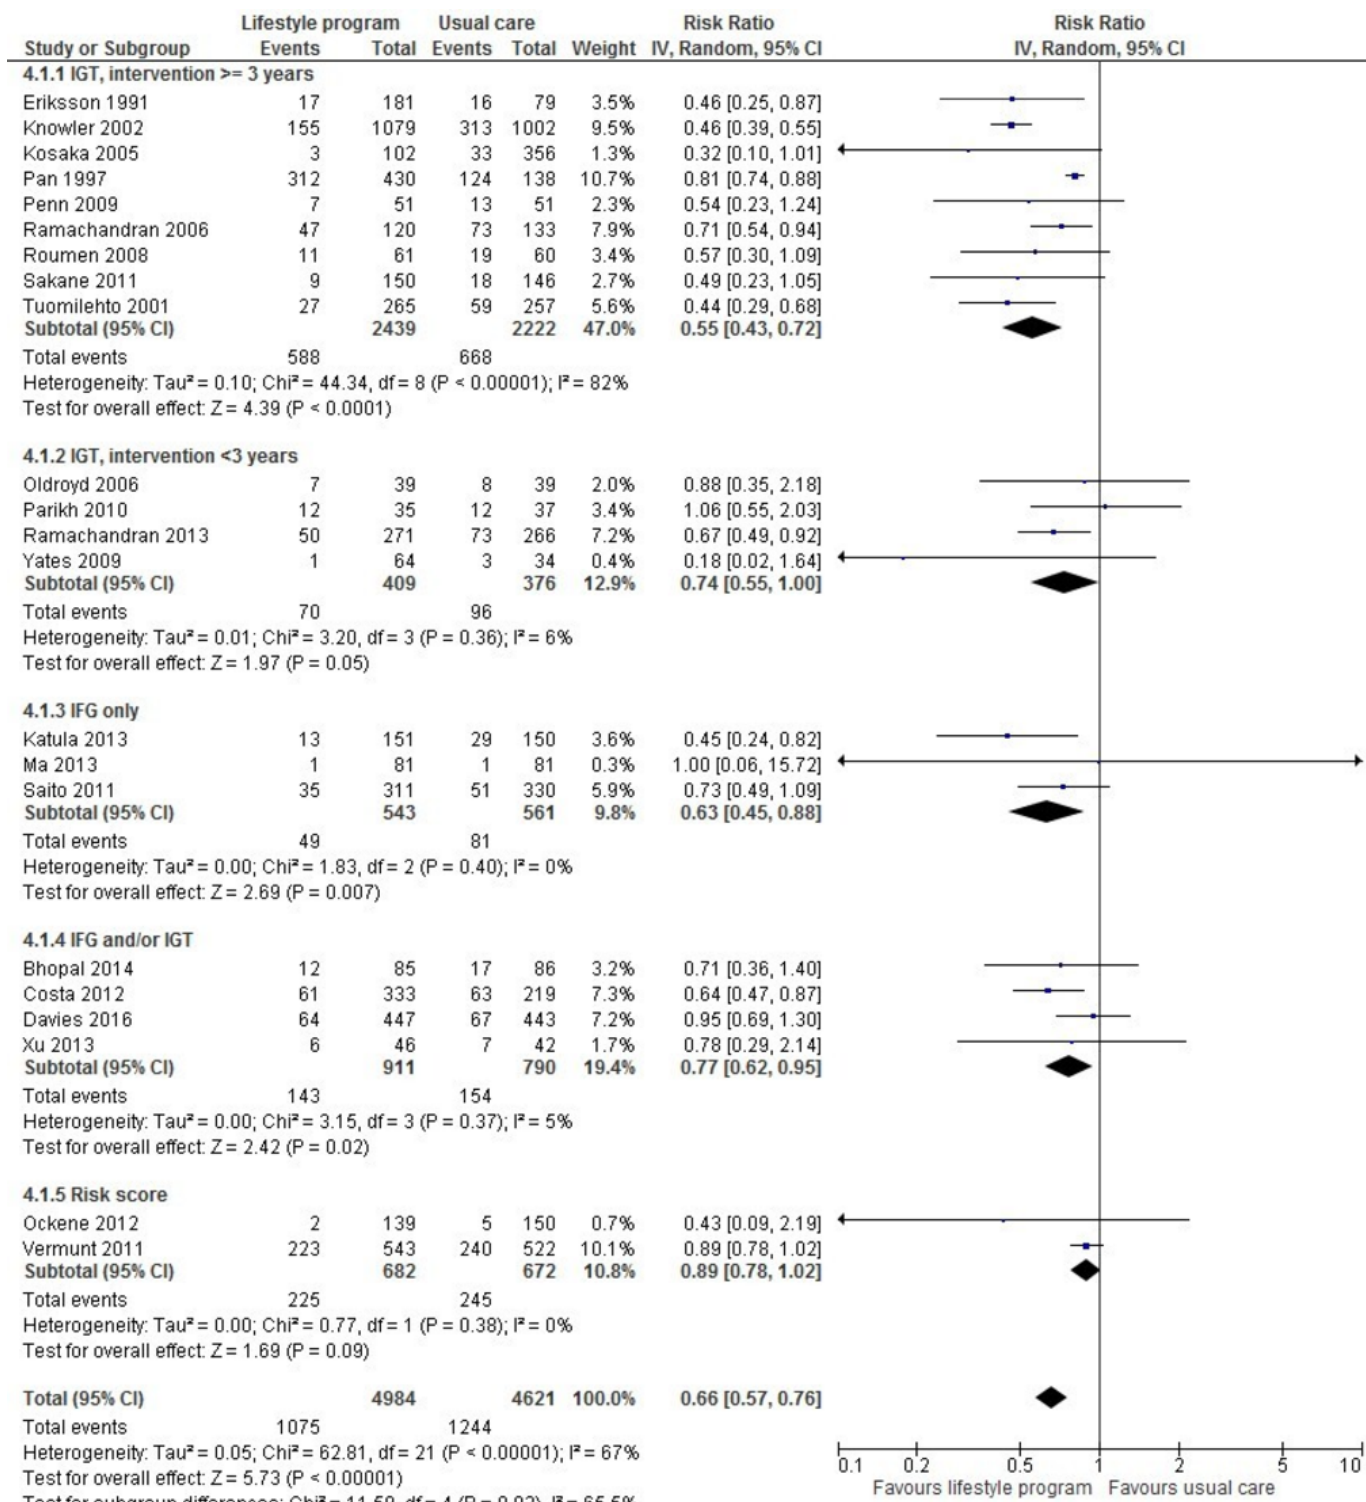 Lifestyle program Usual care Risk Ratio Risk Ratio
Study or Subgroup Events Total Events Total Weight IV, Random, 95% CI IV, Random, 95% CI
4.1.1 IGT, intervention >= 3 years
Eriksson 1991 17 181 16 79 3.5% 0.46 [0.25, 0.87]
Knowler 2002 155 1079 313 1002 9.5% 0.46 [0.39, 0.55]
Kosaka 2005 3 102 33 356 1.3% 0.32 [0.10, 1.01]
Pan 1997 312 430 124 138 10.7% 0.81 [0.74, 0.88]
Penn 2009 7 51 13 51 2.3% 0.54 [0.23, 1.24]
Ramachandran 2006 47 120 73 133 7.9% 0.71 [0.54, 0.94]
Roumen 2008 11 61 19 60 3.4% 0.57 [0.30, 1.09]
Sakane 2011 9 150 18 146 2.7% 0.49 [0.23, 1.05]
Tuomilehto 2001 27 265 59 257 5.6% 0.44 [0.29, 0.68]
Subtotal (95% CI) 2439 2222 47.0% 0.55 [0.43, 0.72]
Total events 588 668
Heterogeneity: Tau² = 0.10; Chi² = 44.34, df = 8 (P < 0.00001); I² = 82%
Test for overall effect: Z = 4.39 (P < 0.0001)
4.1.2 IGT, intervention <3 years
Oldroyd 2006 7 39 8 39 2.0% 0.88 [0.35, 2.18]
Parikh 2010 12 35 12 37 3.4% 1.06 [0.55, 2.03]
Ramachandran 2013 50 271 73 266 7.2% 0.67 [0.49, 0.92]
Yates 2009 1 64 3 34 0.4% 0.18 [0.02, 1.64]
Subtotal (95% CI) 409 376 12.9% 0.74 [0.55, 1.00]
Total events 70 96
Heterogeneity: Tau² = 0.01; Chi² = 3.20, df = 3 (P = 0.36); I² = 6%
Test for overall effect: Z = 1.97 (P = 0.05)
4.1.3 IFG only
Katula 2013 13 151 29 150 3.6% 0.45 [0.24, 0.82]
Ma 2013 1 81 1 81 0.3% 1.00 [0.06, 15.72]
Saito 2011 35 311 51 330 5.9% 0.73 [0.49, 1.09]
Subtotal (95% CI) 543 561 9.8% 0.63 [0.45, 0.88]
Total events 49 81
Heterogeneity: Tau² = 0.00; Chi² = 1.83, df = 2 (P = 0.40); I² = 0%
Test for overall effect: Z = 2.69 (P = 0.007)
4.1.4 IFG and/or IGT
Bhopal 2014 12 85 17 86 3.2% 0.71 [0.36, 1.40]
Costa 2012 61 333 63 219 7.3% 0.64 [0.47, 0.87]
Davies 2016 64 447 67 443 7.2% 0.95 [0.69, 1.30]
Xu 2013 6 46 7 42 1.7% 0.78 [0.29, 2.14]
Subtotal (95% CI) 911 790 19.4% 0.77 [0.62, 0.95]
Total events 143 154
Heterogeneity: Tau² = 0.00; Chi² = 3.15, df = 3 (P = 0.37); I² = 5%
Test for overall effect: Z = 2.42 (P = 0.02)
4.1.5 Risk score
Ockene 2012 2 139 5 150 0.7% 0.43 [0.09, 2.19]
Vermunt 2011 223 543 240 522 10.1% 0.89 [0.78, 1.02]
Subtotal (95% CI) 682 672 10.8% 0.89 [0.78, 1.02]
Total events 225 245
Heterogeneity: Tau² = 0.00; Chi² = 0.77, df = 1 (P = 0.38); I² = 0%
Test for overall effect: Z = 1.69 (P = 0.09)
Total (95% CI) 4984 4621 100.0% 0.66 [0.57, 0.76]
Total events 1075 1244
Heterogeneity: Tau² = 0.05; Chi² = 62.81, df = 21 (P < 0.00001); I² = 67%
Test for overall effect: Z = 5.73 (P < 0.00001)
0.1 0.2 0.5 1 2 5 10
Favours lifestyle program Favours usual care
Test for subgroup differences: Chi² = 11.59, df = 4 (P = 0.02), I² = 65.5%